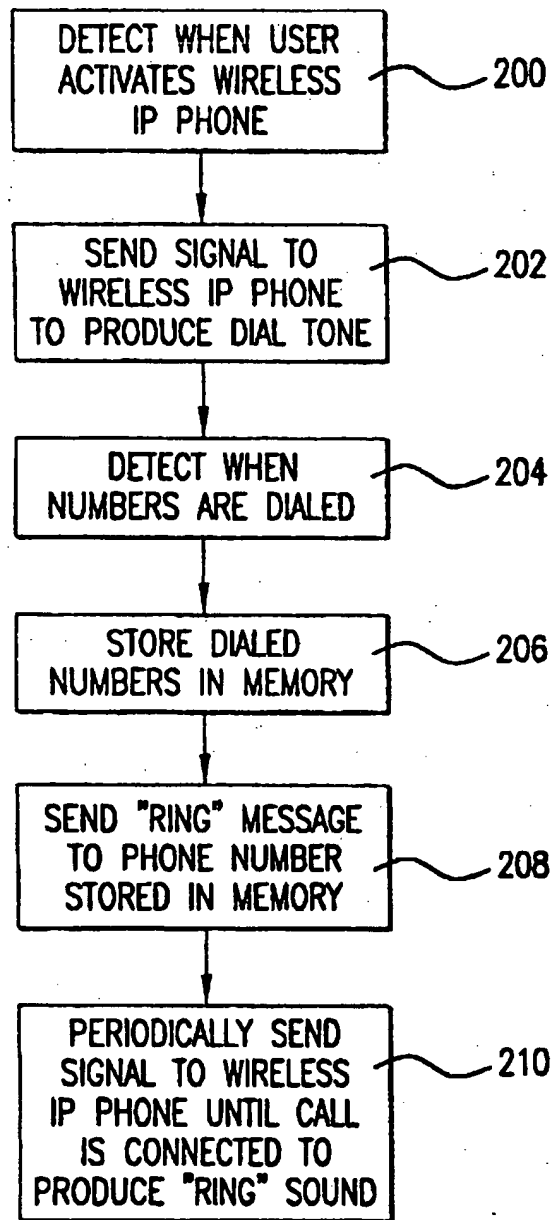 DETECT WHEN USER
ACTIVATES WIRELESS
IP PHONE
200
SEND SIGNAL TO
WIRELESS IP PHONE
TO PRODUCE DIAL TONE
202
DETECT WHEN
NUMBERS ARE DIALED
204
STORE DIALED
NUMBERS IN MEMORY
206
SEND "RING" MESSAGE
TO PHONE NUMBER
STORED IN MEMORY
208
PERIODICALLY SEND
SIGNAL TO WIRELESS
IP PHONE UNTIL CALL
IS CONNECTED TO
PRODUCE "RING" SOUND
210